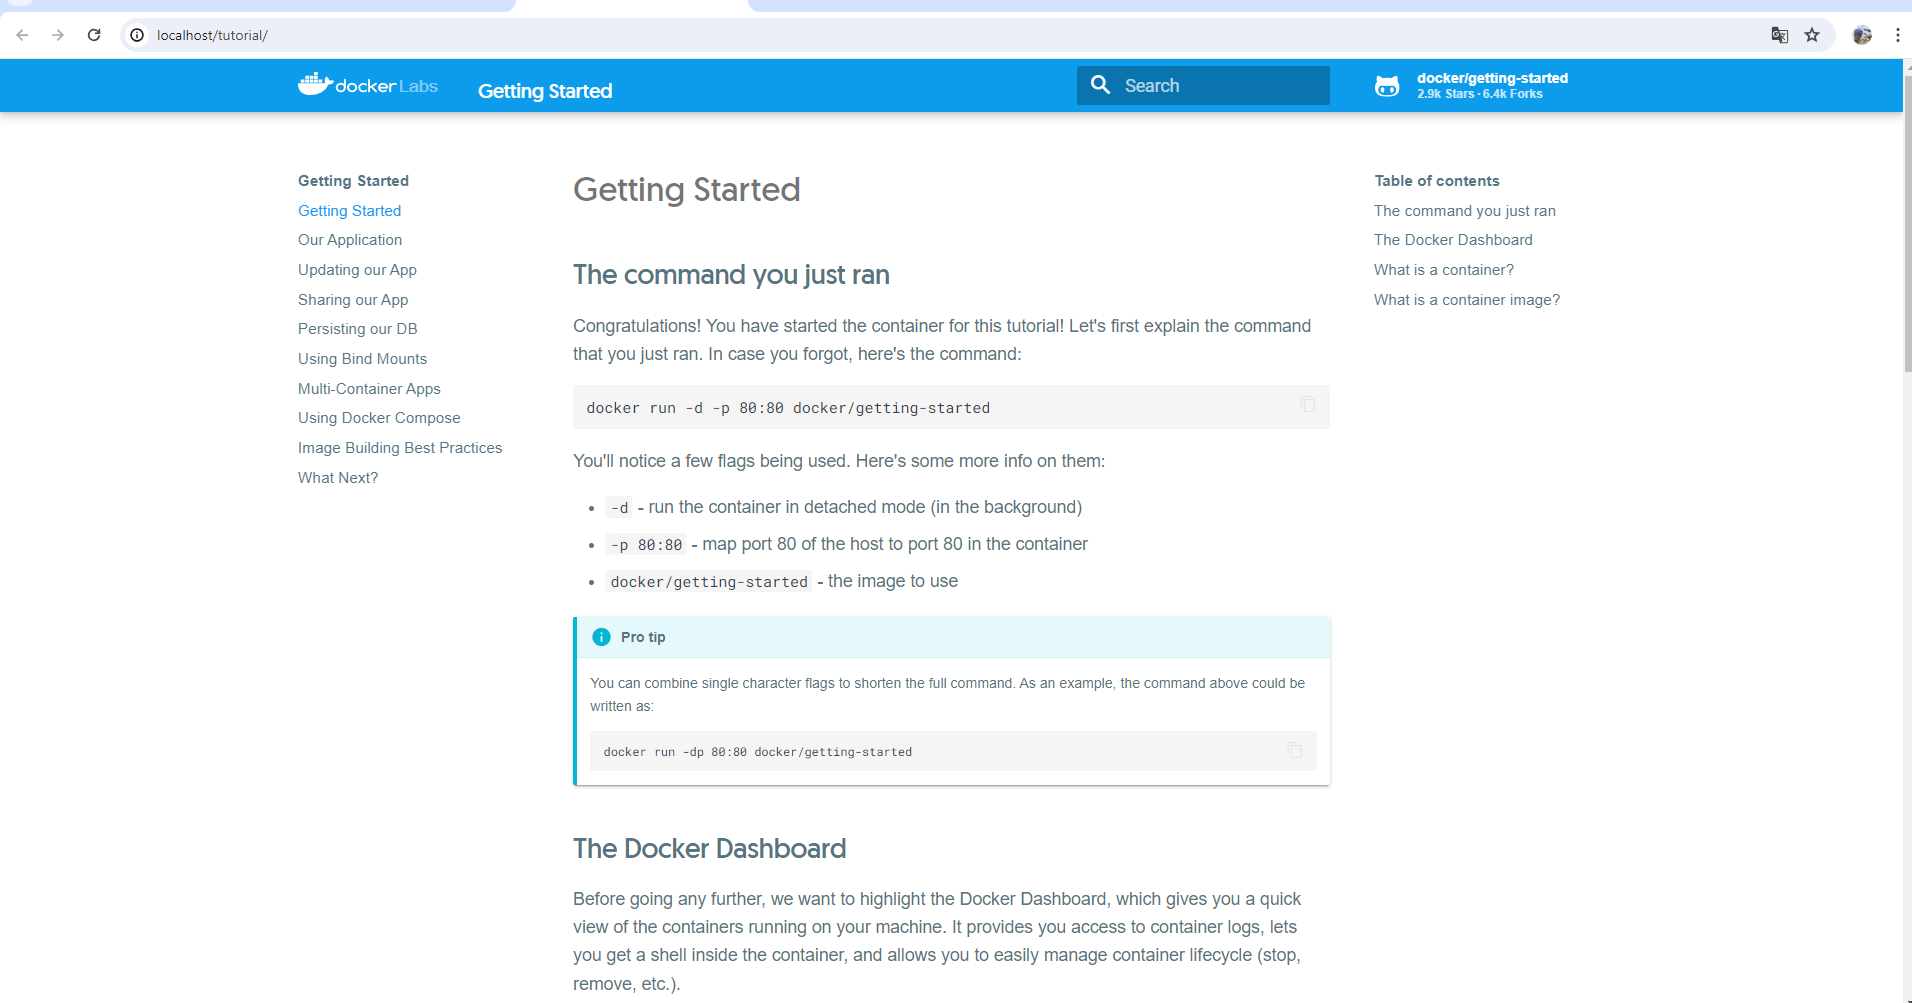 localhost/tutorial/
docker Labs
Getting Started
Search
docker/getting-started
2.9k Stars · 6.4k Forks
Getting Started
Getting Started
Our Application
Updating our App
Sharing our App
Persisting our DB
Using Bind Mounts
Multi-Container Apps
Using Docker Compose
Image Building Best Practices
What Next?
Getting Started
The command you just ran
Congratulations! You have started the container for this tutorial! Let's first explain the command
that you just ran. In case you forgot, here's the command:
docker run -d -p 80:80 docker/getting-started
You'll notice a few flags being used. Here's some more info on them:
• -d - run the container in detached mode (in the background)
• -p 80:80 - map port 80 of the host to port 80 in the container
• docker/getting-started - the image to use
Pro tip
You can combine single character flags to shorten the full command. As an example, the command above could be
written as:
docker run -dp 80:80 docker/getting-started
The Docker Dashboard
Before going any further, we want to highlight the Docker Dashboard, which gives you a quick
view of the containers running on your machine. It provides you access to container logs, lets
you get a shell inside the container, and allows you to easily manage container lifecycle (stop,
remove, etc.).
Table of contents
The command you just ran
The Docker Dashboard
What is a container?
What is a container image?